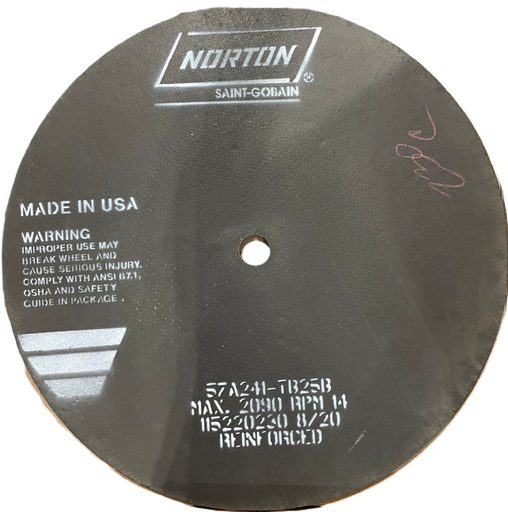 NORTON
®
SAINT-GOBAIN
MADE IN USA
WARNING
IMPROPER USE MAY
BREAK WHEEL AND
CAUSE SERIOUS INJURY.
COMPLY WITH ANSI B7.1,
OSHA AND SAFETY
GUIDE IN PACKAGE .
57A241-TB25B
MAX. 2090 RPM 14
115220230 8/20
REINFORCED